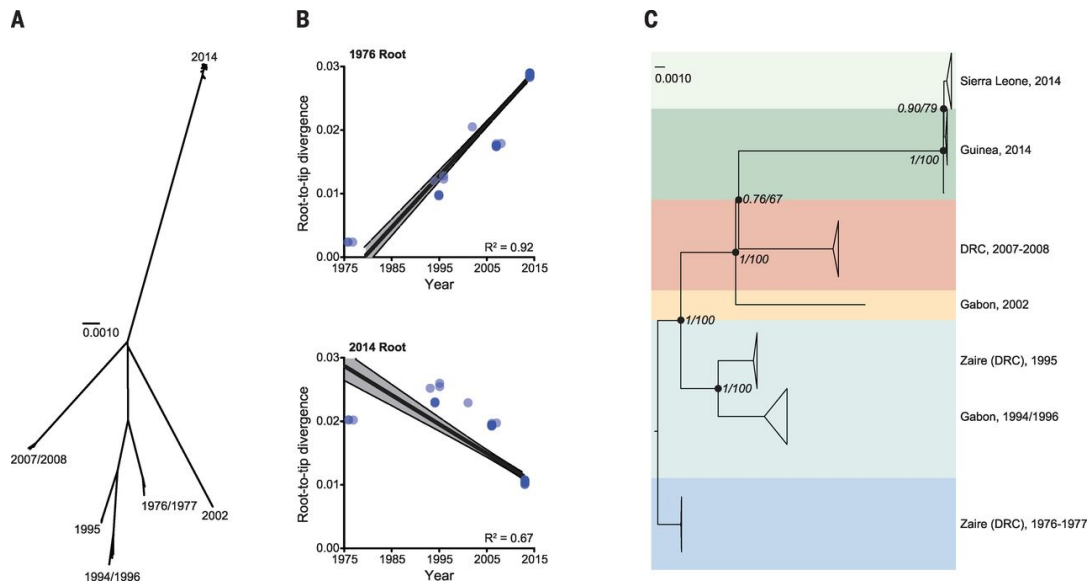 A
2014
0.0010
2007/2008
1976/1977
2002
1995
1994/1996
B
1976 Root
0.03
0.02
0.01
0.00
Root-to-tip divergence
R² = 0.92
1975 1985 1995 2005 2015
Year
2014 Root
0.03
0.02
0.01
0.00
Root-to-tip divergence
R² = 0.67
1975 1985 1995 2005 2015
Year
C
0.0010
Sierra Leone, 2014
0.90/79
Guinea, 2014
1/100
0.76/67
DRC, 2007-2008
1/100
Gabon, 2002
1/100
Zaire (DRC), 1995
1/100
Gabon, 1994/1996
Zaire (DRC), 1976-1977